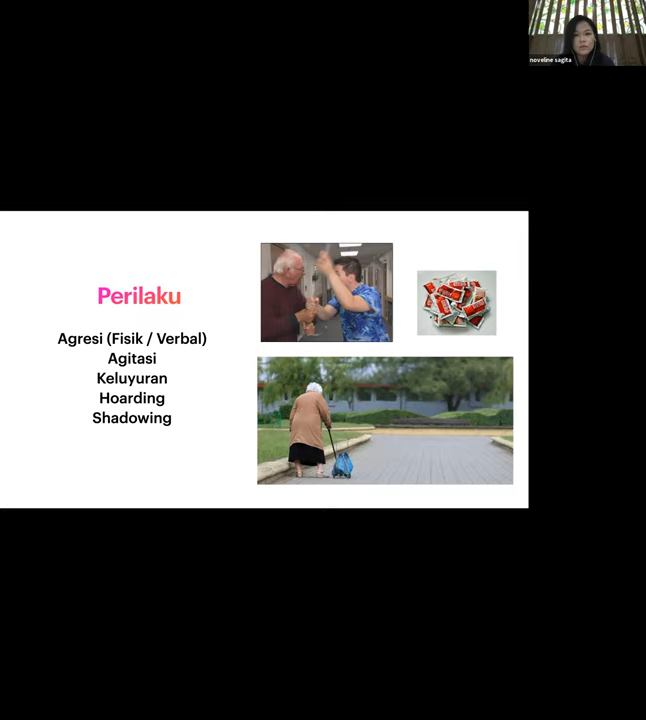 noveline sagita
Perilaku
Agresi (Fisik / Verbal)
Agitasi
Keluyuran
Hoarding
Shadowing